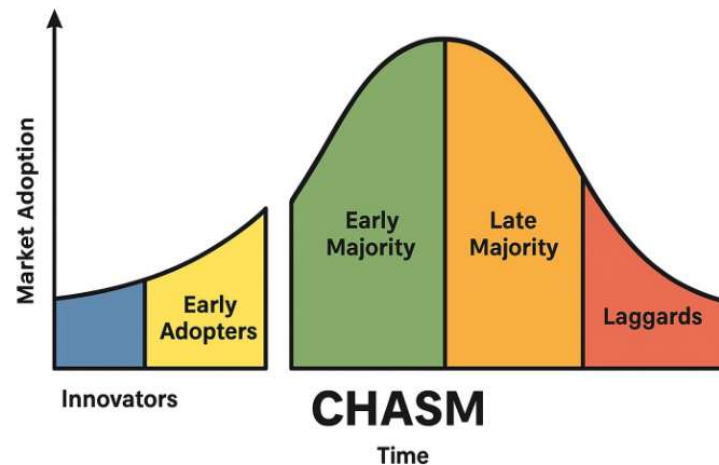 Market Adoption
Early
Adopters
Early
Majority
Late
Majority
Laggards
Innovators
CHASM
Time